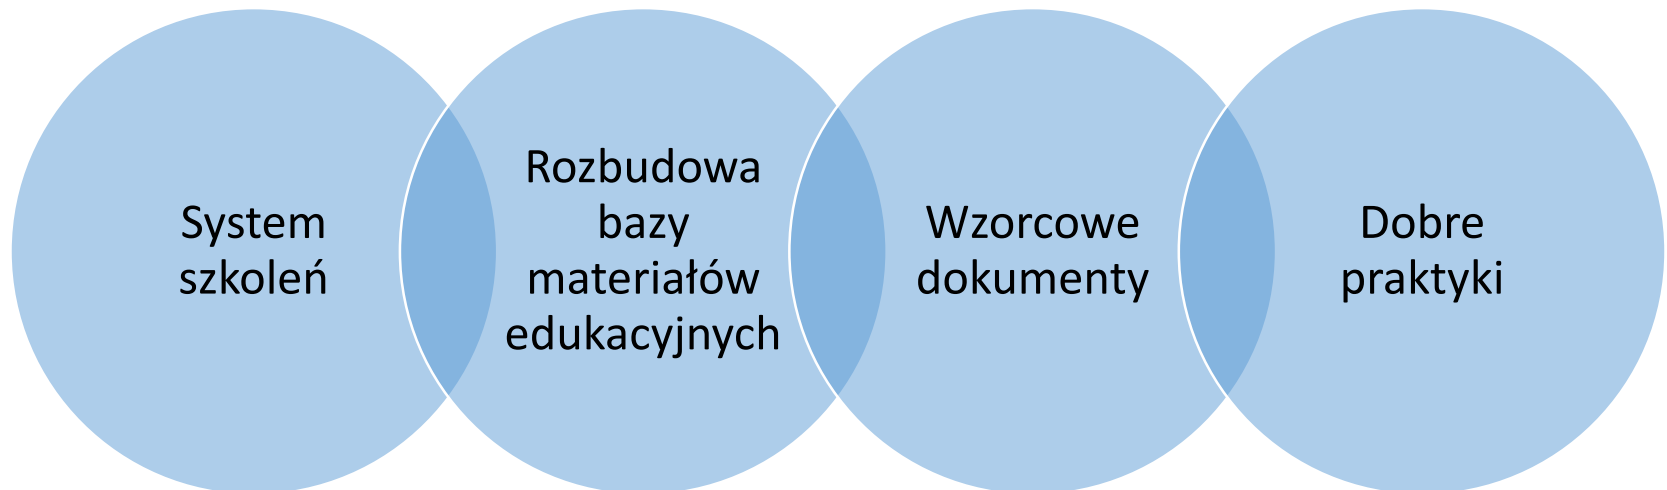 System
szkoleń
Rozbudowa
bazy
materiałów
edukacyjnych
Wzorcowe
dokumenty
Dobre
praktyki